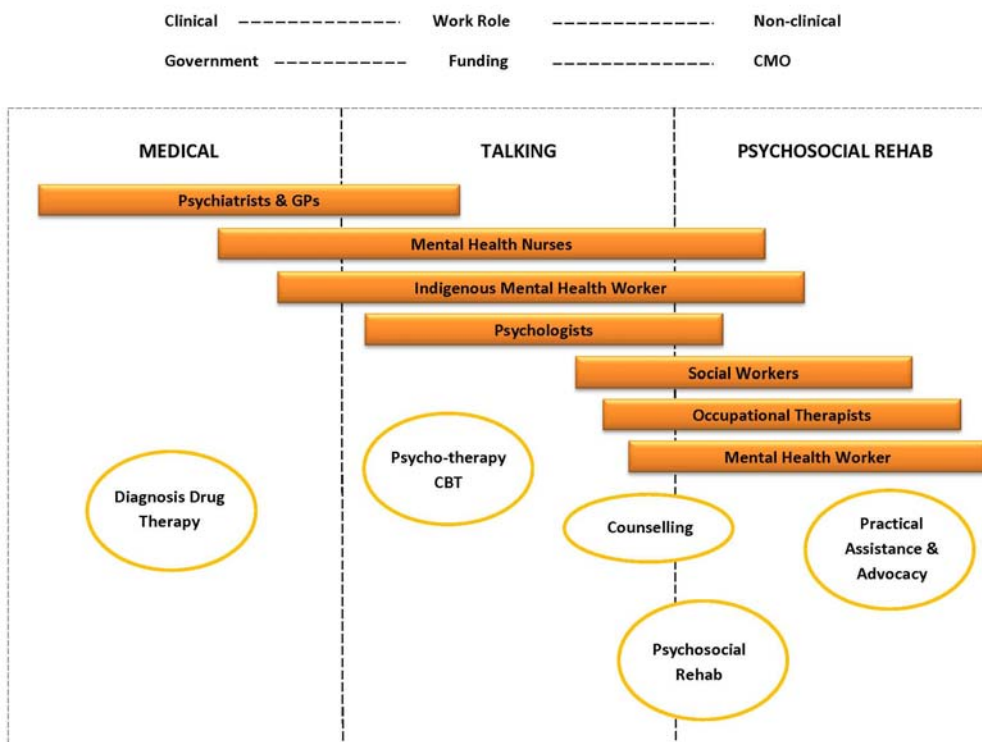 Clinical Work Role Non-clinical
Government Funding CMO
MEDICAL TALKING PSYCHOSOCIAL REHAB
Psychiatrists & GPs
Mental Health Nurses
Indigenous Mental Health Worker
Psychologists
Social Workers
Occupational Therapists
Mental Health Worker
Psycho-therapy
CBT
Diagnosis Drug
Therapy
Counselling
Practical
Assistance &
Advocacy
Psychosocial
Rehab